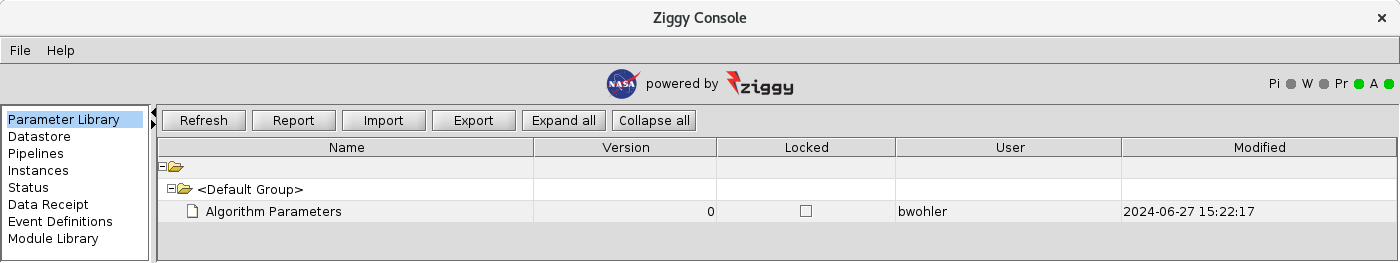 Ziggy Console
File Help
NASA powered by ziggy Pi W Pr A
Parameter Library
Datastore
Pipelines
Instances
Status
Data Receipt
Event Definitions
Module Library
Refresh Report Import Export Expand all Collapse all
Name Version Locked User Modified
<Default Group>
Algorithm Parameters 0 bwohler 2024-06-27 15:22:17